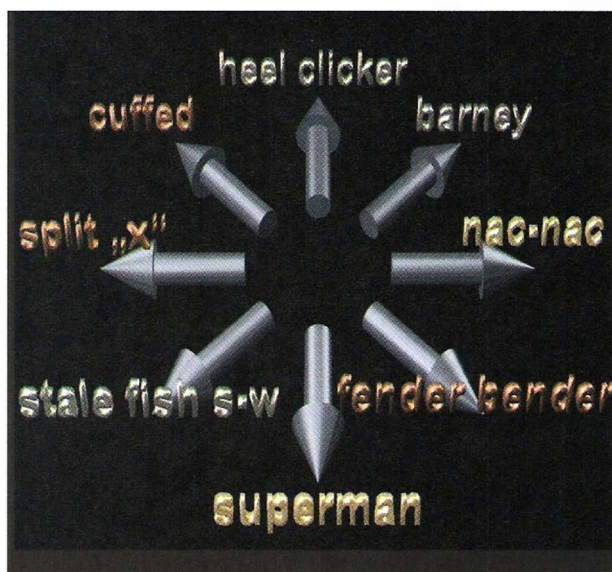 heel clicker
cuffed
barney
split „x“
nac-nac
stale fish s-w
fender bender
superman